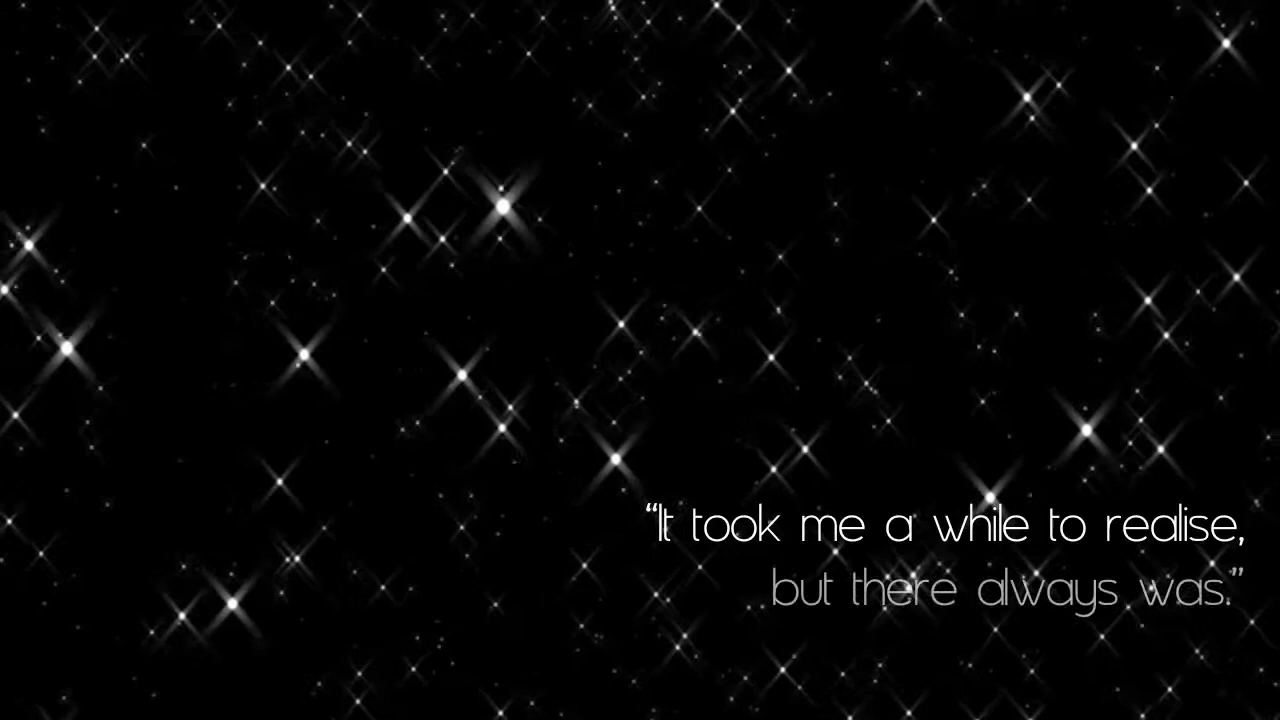 “It took me a while to realise,
but there always was.”